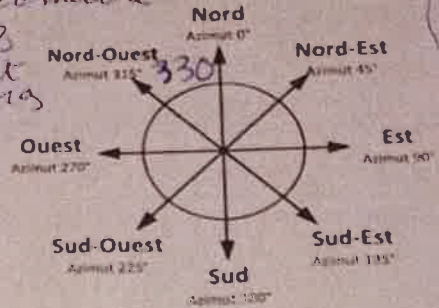 Nord
Azimut 0°
Nord-Ouest
Azimut 315°
330
Nord-Est
Azimut 45°
Ouest
Azimut 270°
Est
Azimut 90°
Sud-Ouest
Azimut 225°
Sud-Est
Azimut 135°
Sud
Azimut 180°